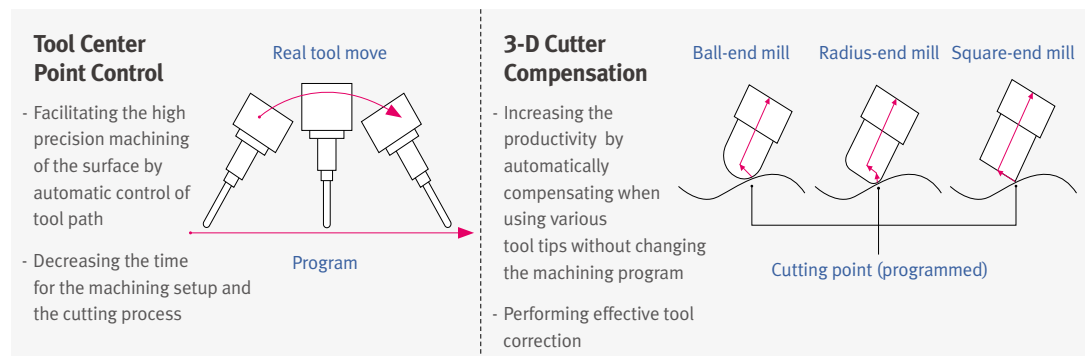 Tool Center
Point Control
- Facilitating the high
precision machining
of the surface by
automatic control of
tool path
- Decreasing the time
for the machining setup and
the cutting process
Real tool move
Program
3-D Cutter
Compensation
- Increasing the
productivity by
automatically
compensating when
using various
tool tips without changing
the machining program
- Performing effective tool
correction
Ball-end mill
Radius-end mill
Square-end mill
Cutting point (programmed)